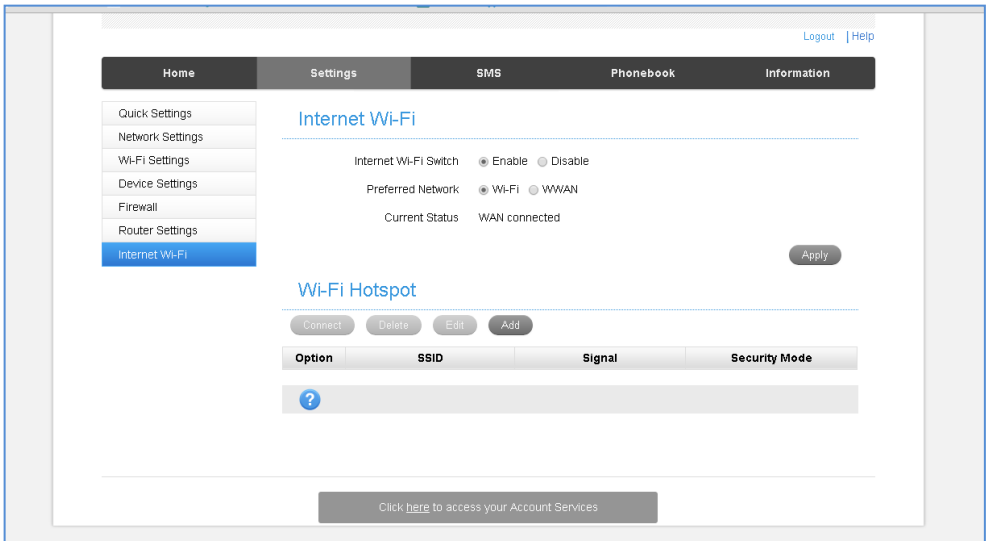 Logout | Help
Home Settings SMS Phonebook Information
Quick Settings
Network Settings
Wi-Fi Settings
Device Settings
Firewall
Router Settings
Internet Wi-Fi
Internet Wi-Fi
Internet Wi-Fi Switch Enable Disable
Preferred Network Wi-Fi WWAN
Current Status WAN connected
Apply
Wi-Fi Hotspot
Connect Delete Edit Add
Option SSID Signal Security Mode
?
Click here to access your Account Services